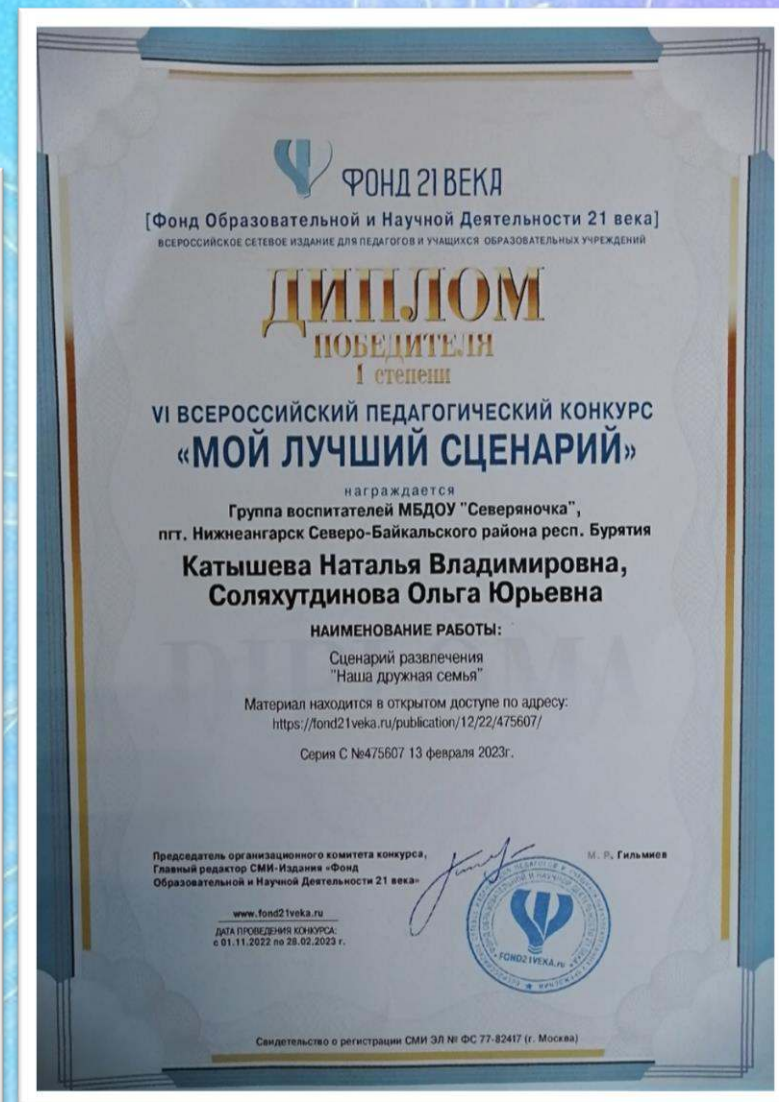 ФОНД 21 ВЕКА
[Фонд Образовательной и Научной Деятельности 21 века]
ВСЕРОССИЙСКОЕ СЕТЕВОЕ ИЗДАНИЕ ДЛЯ ПЕДАГОГОВ И УЧАЩИХСЯ ОБРАЗОВАТЕЛЬНЫХ УЧРЕЖДЕНИЙ
ДИПЛОМ
ПОБЕДИТЕЛЯ
1 степени
VI ВСЕРОССИЙСКИЙ ПЕДАГОГИЧЕСКИЙ КОНКУРС
«МОЙ ЛУЧШИЙ СЦЕНАРИЙ»
награждается
Группа воспитателей МБДОУ "Северяночка",
пгт. Нижнеангарск Северо-Байкальского района респ. Бурятия
Катышева Наталья Владимировна,
Соляхутдинова Ольга Юрьевна
НАИМЕНОВАНИЕ РАБОТЫ:
Сценарий развлечения
"Наша дружная семья"
Материал находится в открытом доступе по адресу:
https://fond21veka.ru/publication/12/22/475607/
Серия С №475607 13 февраля 2023г.
Председатель организационного комитета конкурса,
Главный редактор СМИ-Издания «Фонд
Образовательной и Научной Деятельности 21 века»
М. Р. Гильмиев
www.fond21veka.ru
ДАТА ПРОВЕДЕНИЯ КОНКУРСА:
с 01.11.2022 по 28.02.2023 г.
FOND21VEKA.ru
Свидетельство о регистрации СМИ ЭЛ № ФС 77-82417 (г. Москва)